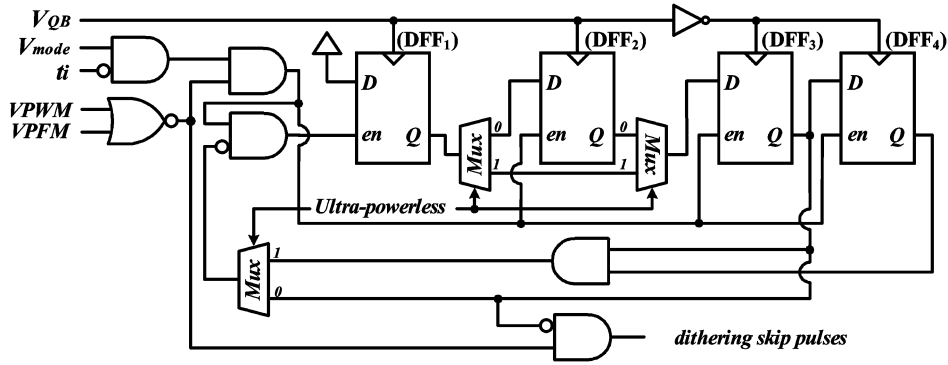 VQB
(DFF1)
(DFF2)
(DFF3)
(DFF4)
Vmode
ti
D
D
D
D
VPWM
VPFM
en
Q
Mux
0
1
en
Q
0
1
Mux
en
Q
en
Q
Ultra-powerless
Mux
1
0
dithering skip pulses